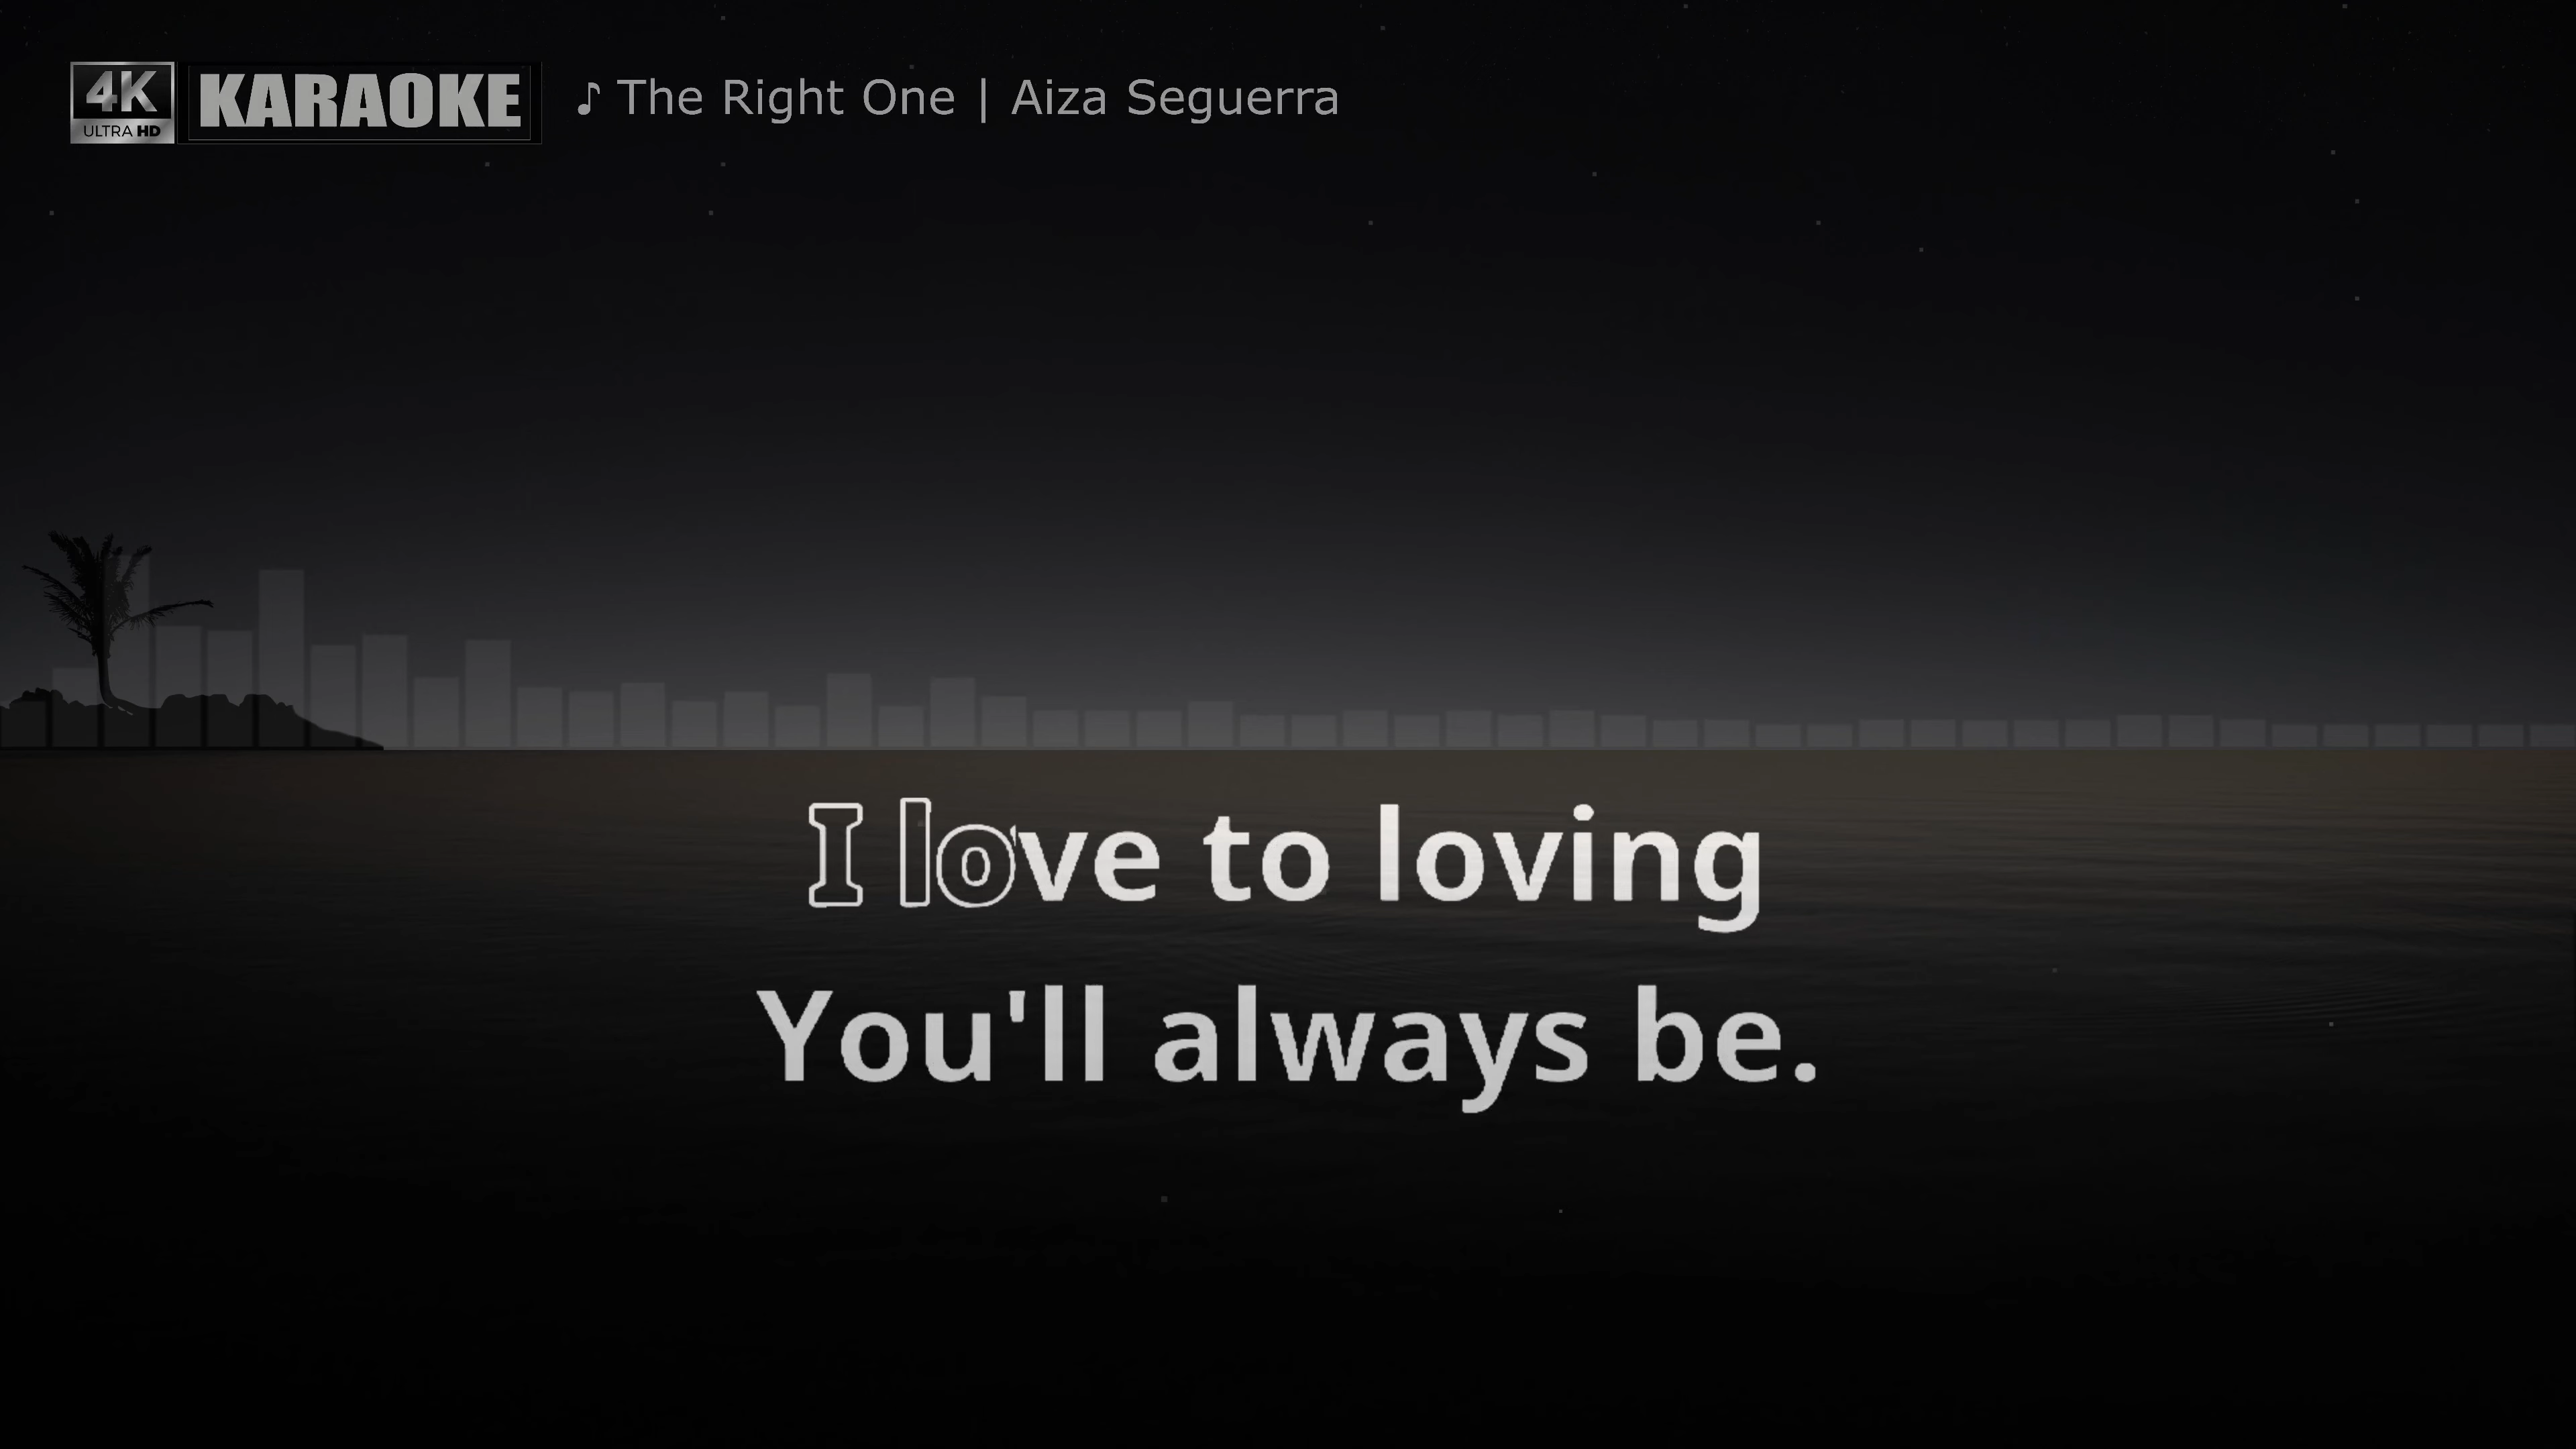 4K
ULTRA HD
KARAOKE
♪ The Right One | Aiza Seguerra
I love to loving
You'll always be.